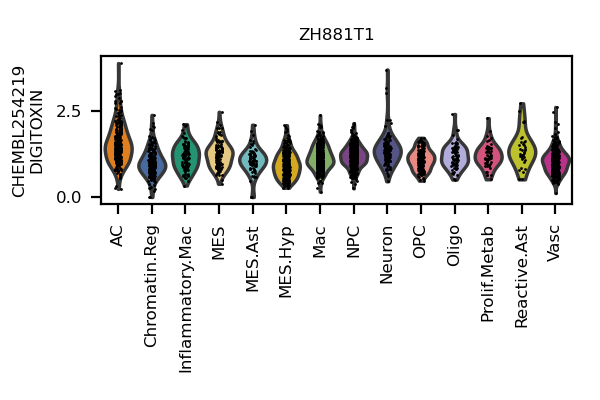 ZH881T1
CHEMBL254219
DIGITOXIN
2.5
0.0
AC
Chromatin.Reg
Inflammatory.Mac
MES
MES.Ast
MES.Hyp
Mac
NPC
Neuron
OPC
Oligo
Prolif.Metab
Reactive.Ast
Vasc